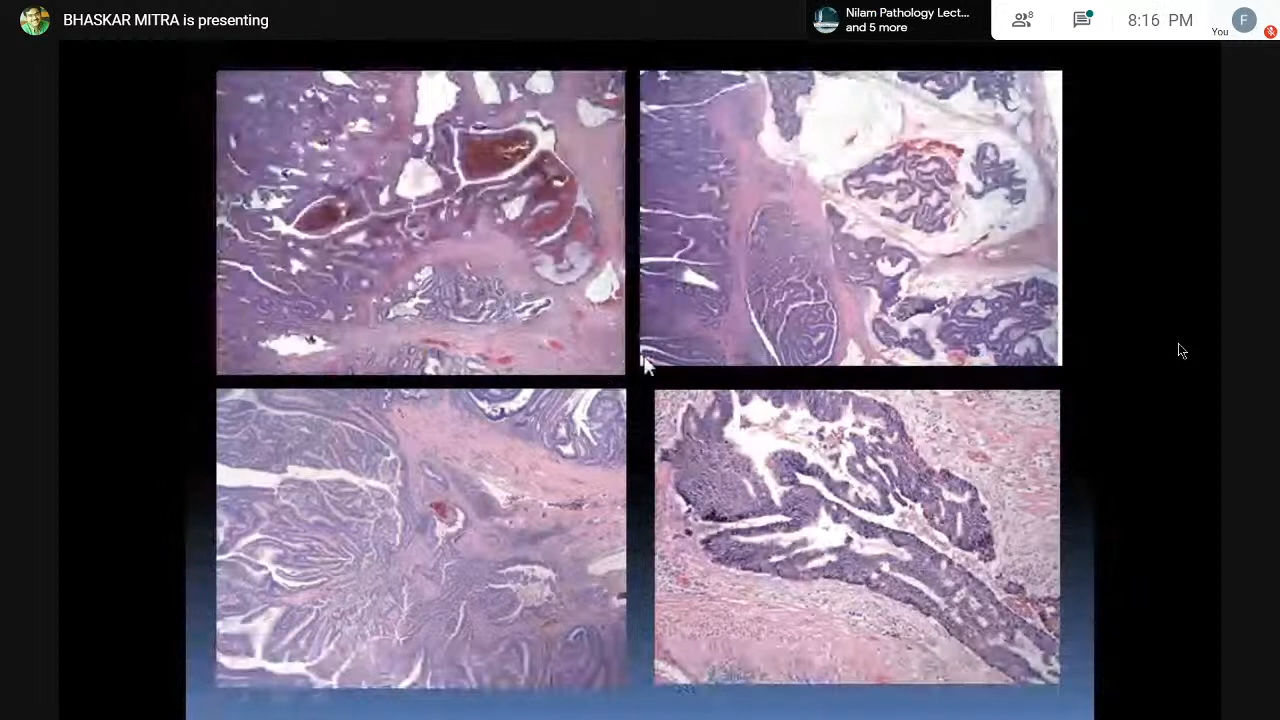 BHASKAR MITRA is presenting
Nilam Pathology Lect...
and 5 more
8
8:16 PM
You
F